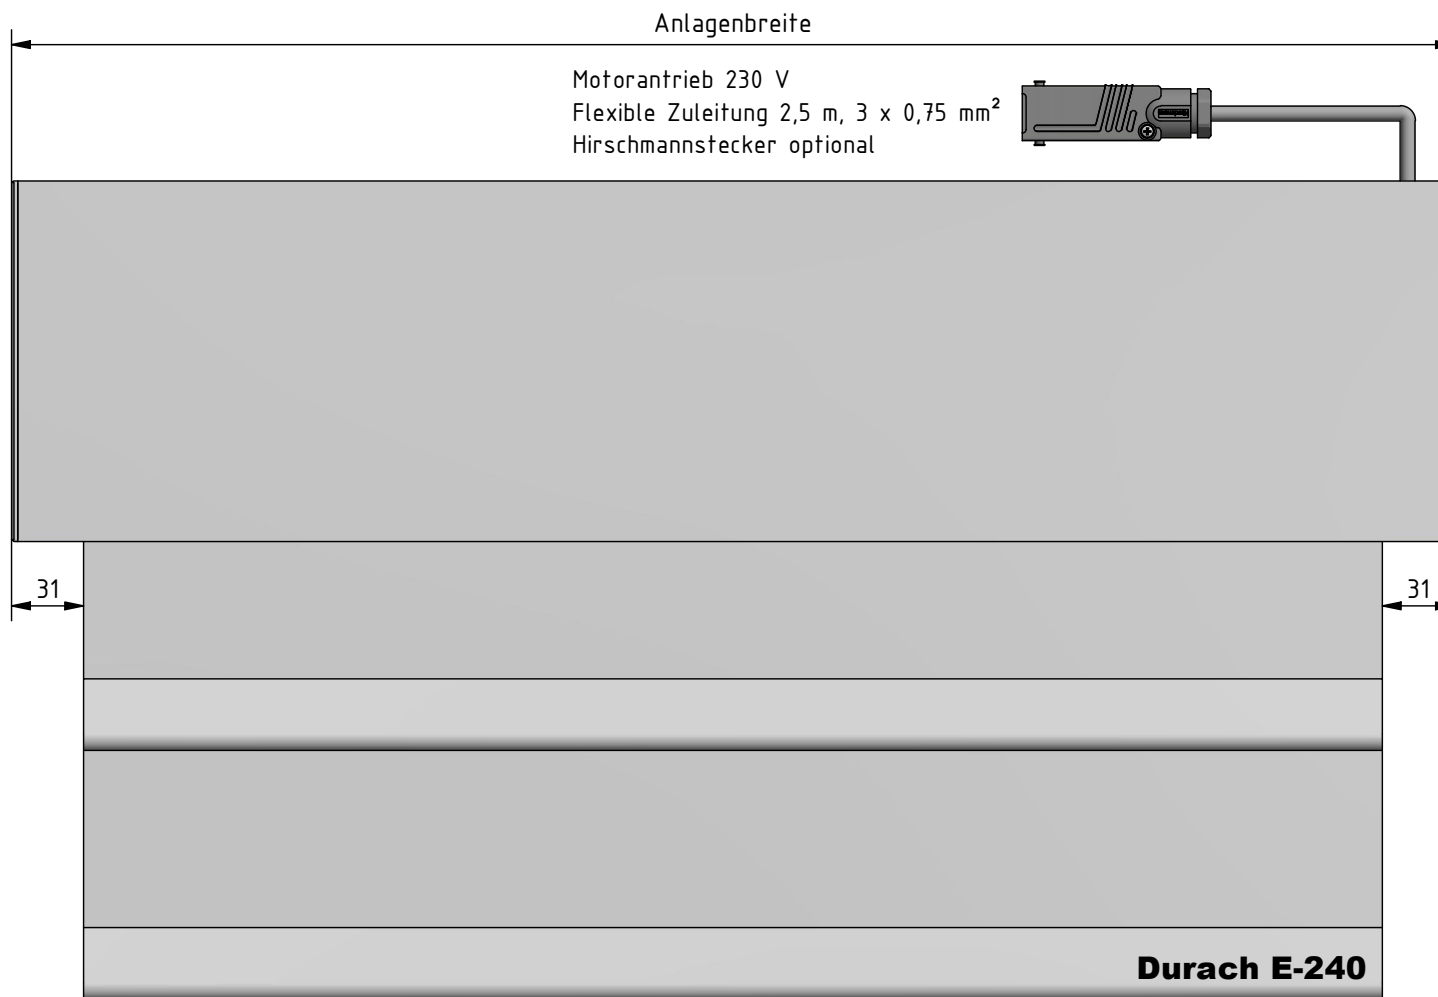 Anlagenbreite
Motorantrieb 230 V
Flexible Zuleitung 2,5 m, 3 x 0,75 mm²
Hirschmannstecker optional
31
31
Durach E-240